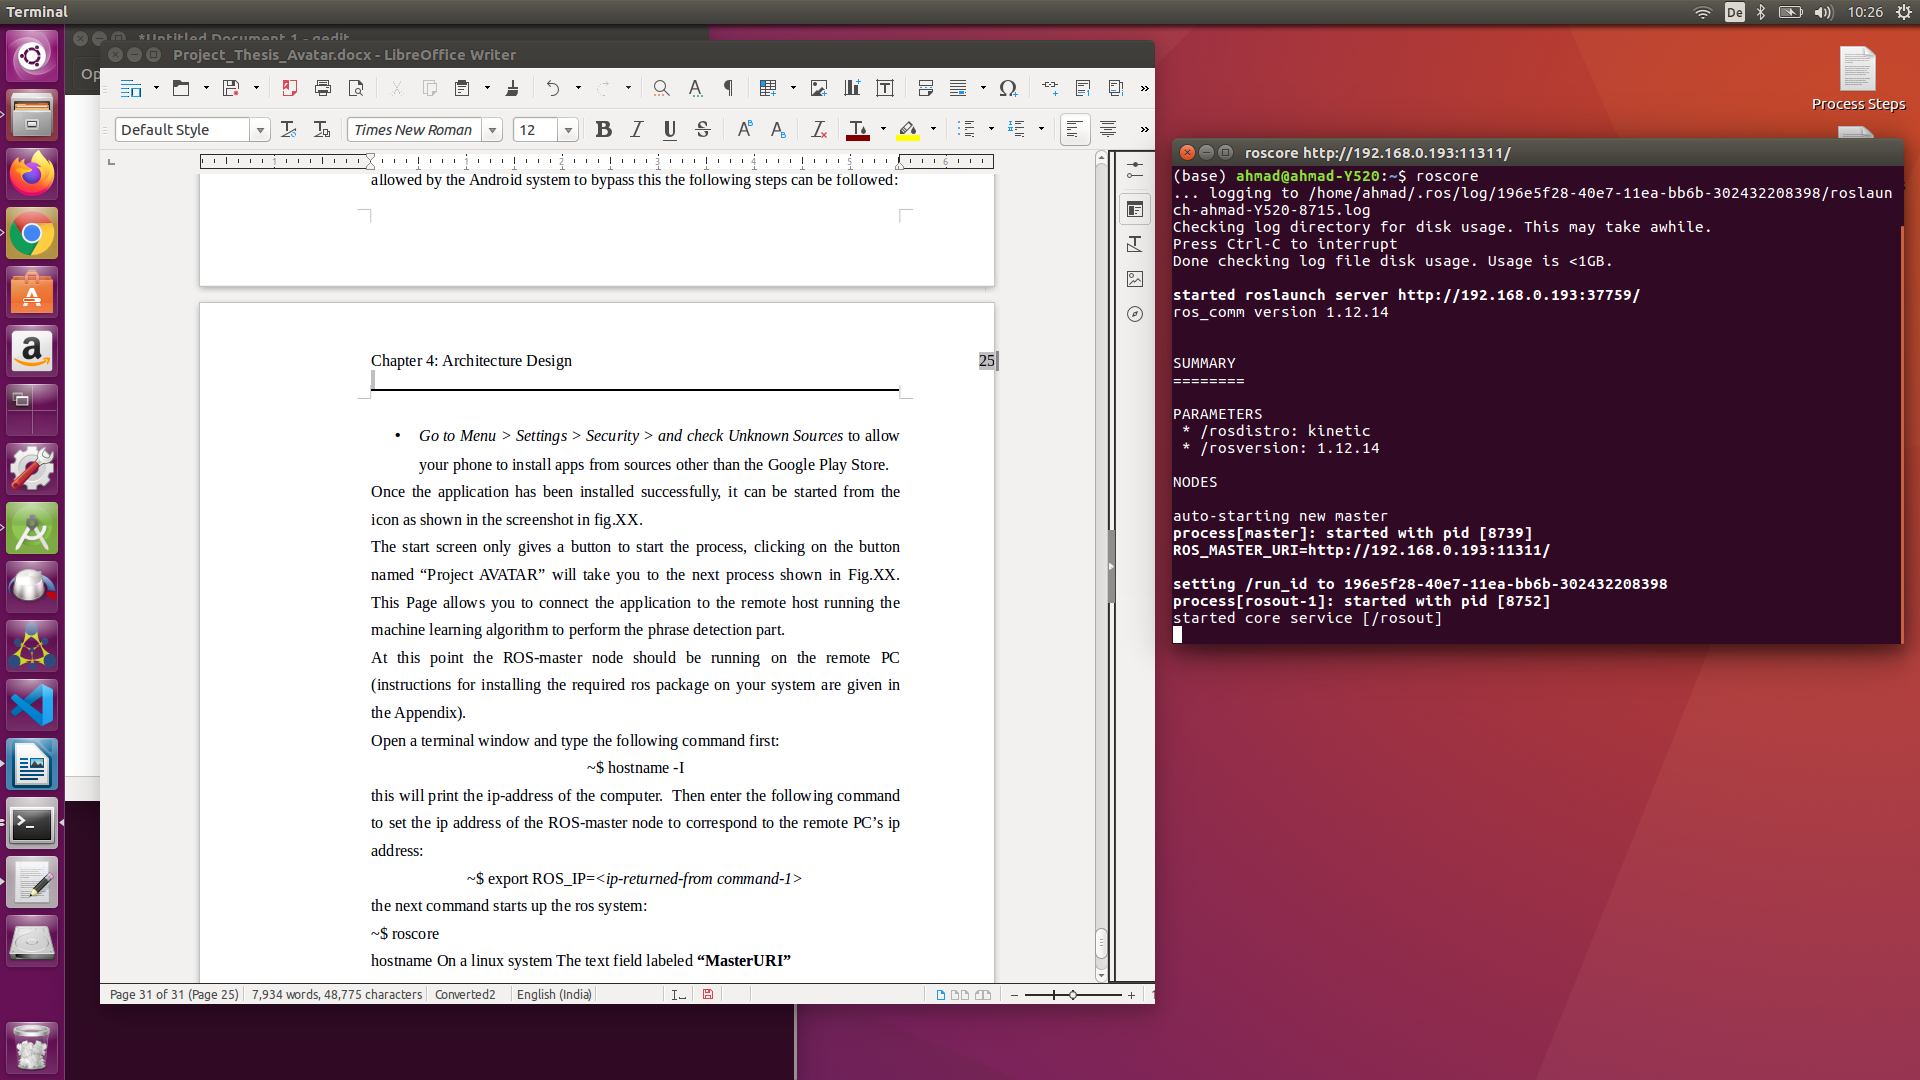 Terminal
De
10:26
*Untitled Document 1 - gedit
Op
Project_Thesis_Avatar.docx - LibreOffice Writer
Default Style
Times New Roman
12
1 1 2 3 4 5 6
allowed by the Android system to bypass this the following steps can be followed:
Chapter 4: Architecture Design 25
• Go to Menu > Settings > Security > and check Unknown Sources to allow
your phone to install apps from sources other than the Google Play Store.
Once the application has been installed successfully, it can be started from the
icon as shown in the screenshot in fig.XX.
The start screen only gives a button to start the process, clicking on the button
named “Project AVATAR” will take you to the next process shown in Fig.XX.
This Page allows you to connect the application to the remote host running the
machine learning algorithm to perform the phrase detection part.
At this point the ROS-master node should be running on the remote PC
(instructions for installing the required ros package on your system are given in
the Appendix).
Open a terminal window and type the following command first:
~$ hostname -I
this will print the ip-address of the computer.  Then enter the following command
to set the ip address of the ROS-master node to correspond to the remote PC’s ip
address:
~$ export ROS_IP=<ip-returned-from command-1>
the next command starts up the ros system:
~$ roscore
hostname On a linux system The text field labeled “MasterURI”
Page 31 of 31 (Page 25)
7,934 words, 48,775 characters
Converted2
English (India)
Process Steps
roscore http://192.168.0.193:11311/
(base) ahmad@ahmad-Y520:~$ roscore
... logging to /home/ahmad/.ros/log/196e5f28-40e7-11ea-bb6b-302432208398/roslaun
ch-ahmad-Y520-8715.log
Checking log directory for disk usage. This may take awhile.
Press Ctrl-C to interrupt
Done checking log file disk usage. Usage is <1GB.
started roslaunch server http://192.168.0.193:37759/
ros_comm version 1.12.14
SUMMARY
========
PARAMETERS
* /rosdistro: kinetic
* /rosversion: 1.12.14
NODES
auto-starting new master
process[master]: started with pid [8739]
ROS_MASTER_URI=http://192.168.0.193:11311/
setting /run_id to 196e5f28-40e7-11ea-bb6b-302432208398
process[rosout-1]: started with pid [8752]
started core service [/rosout]